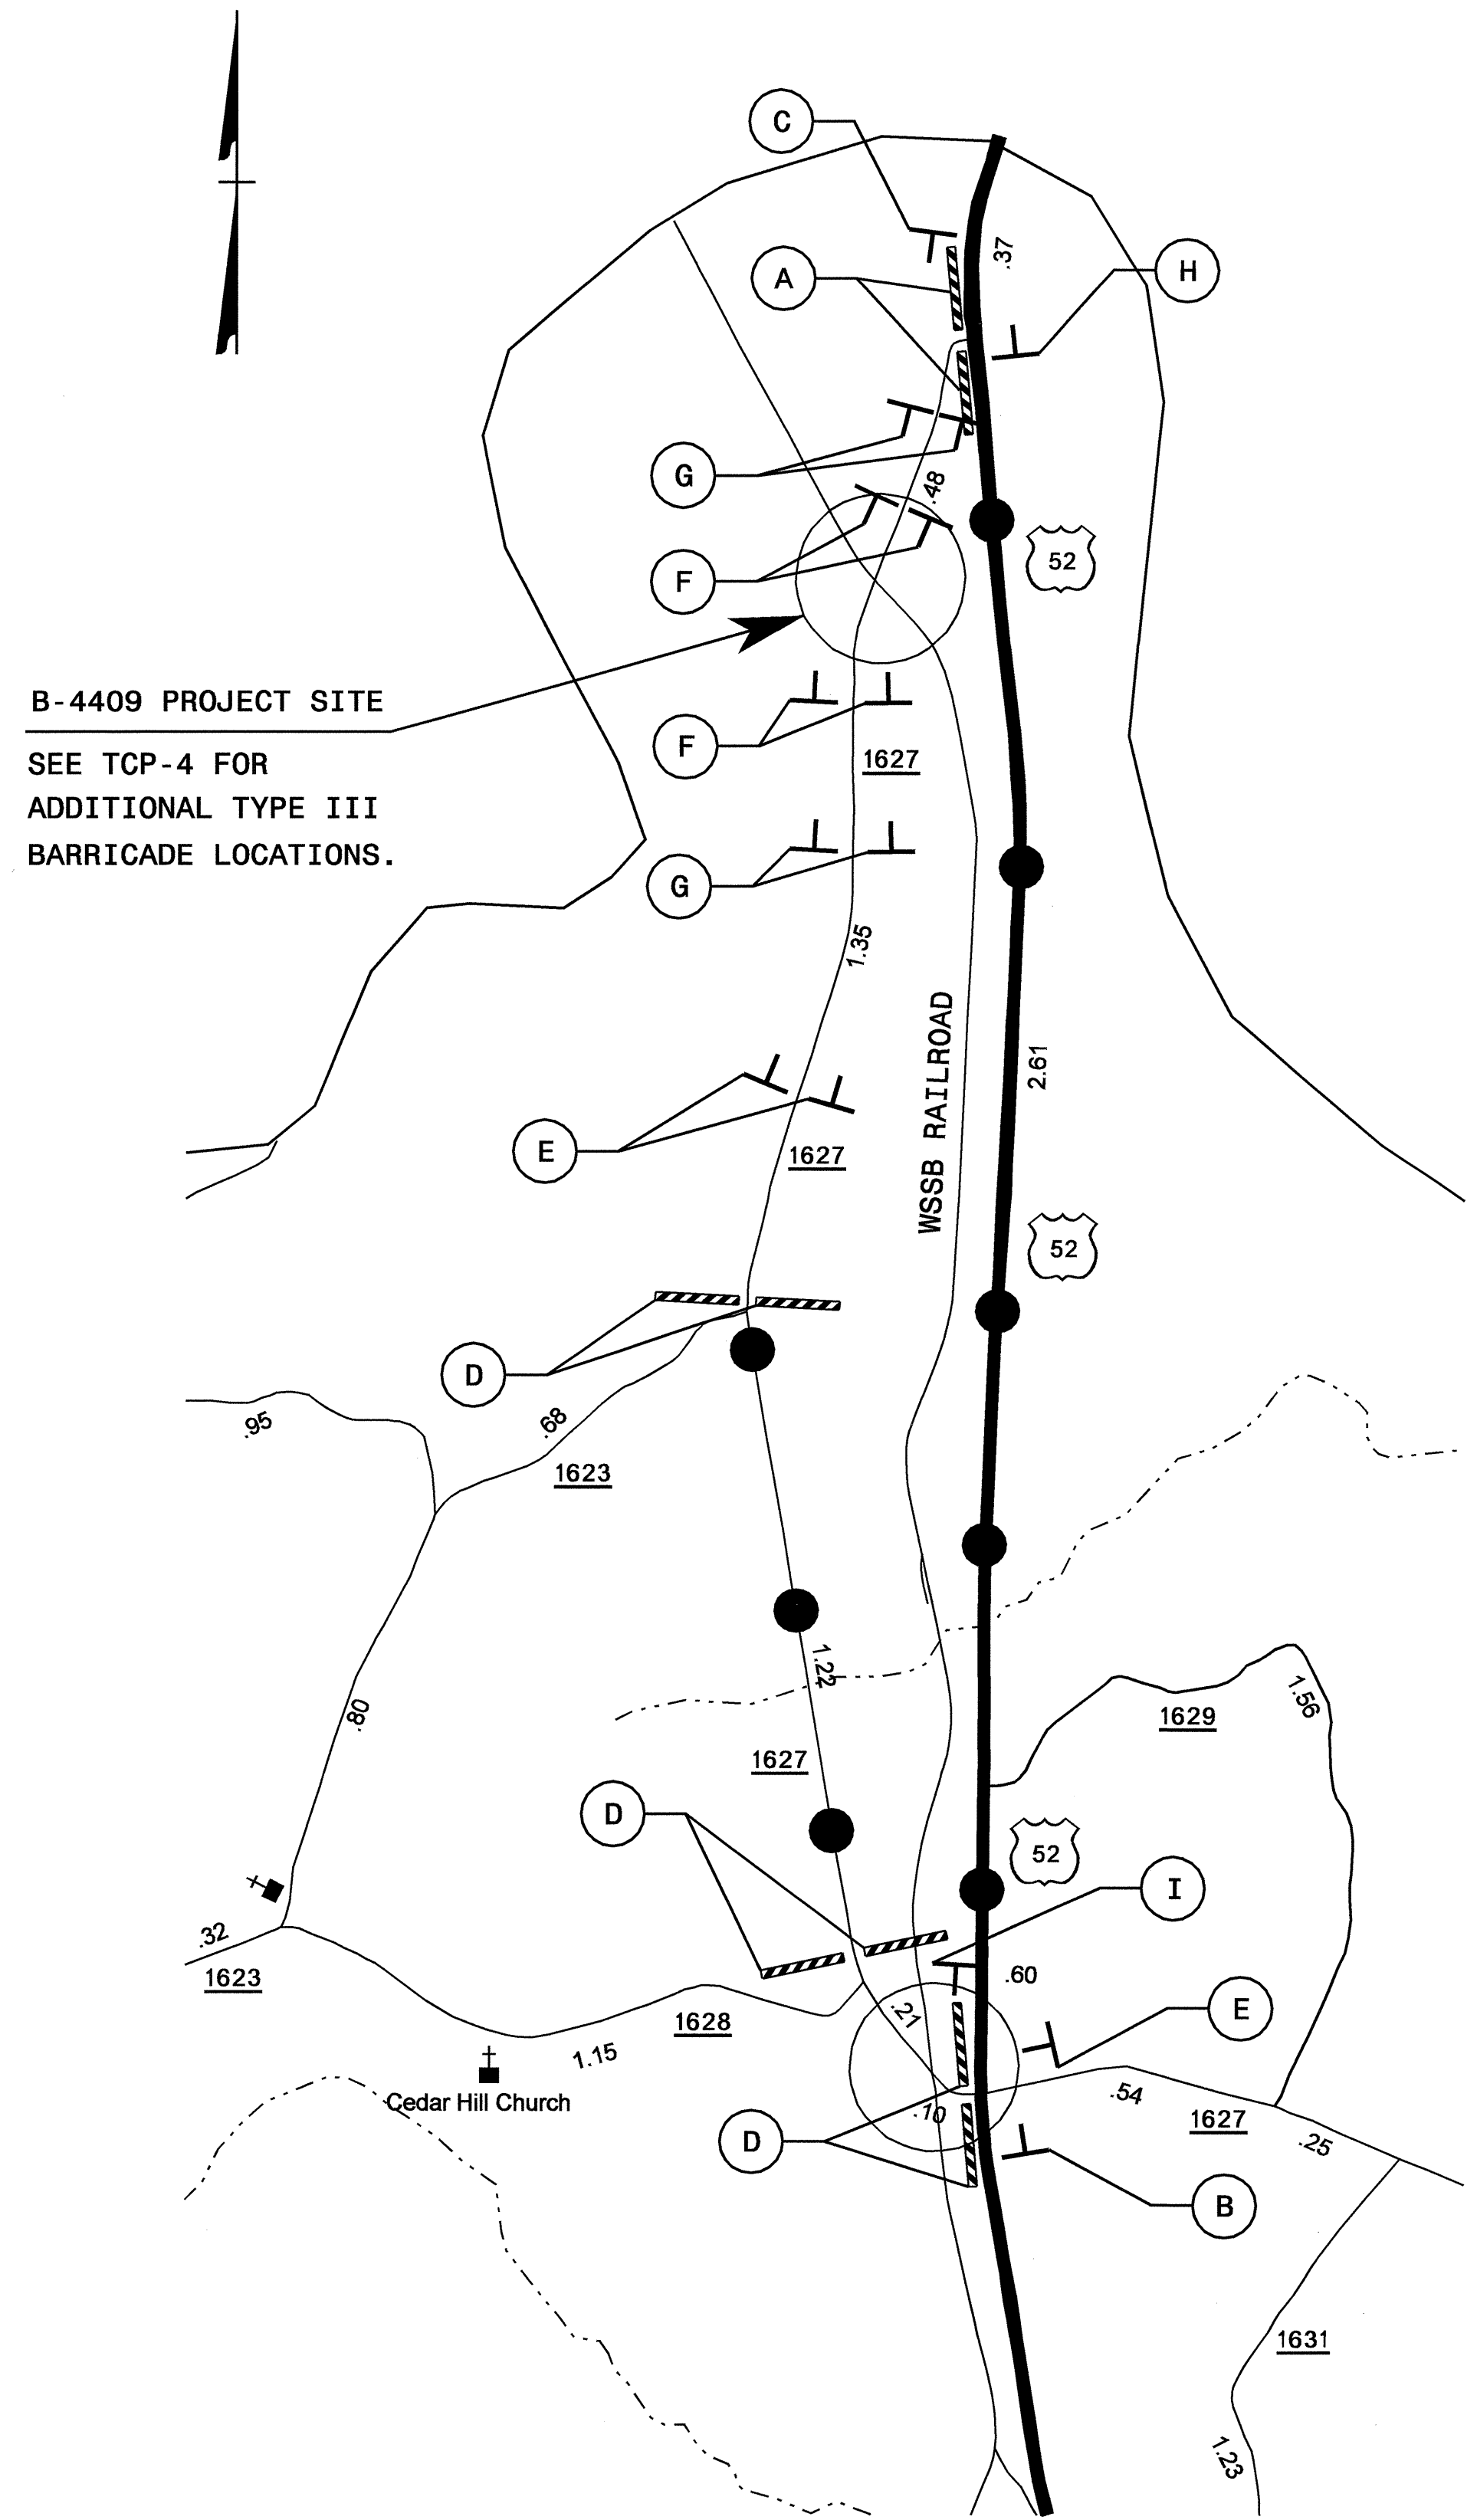 C
.37
A
H
G
.48
52
F
B-4409 PROJECT SITE
SEE TCP-4 FOR
ADDITIONAL TYPE III
BARRICADE LOCATIONS.
F
1627
G
1.35
WSSB RAILROAD
2.61
E
1627
52
D
.95
.68
1623
1.22
.80
1629
1.56
1627
D
52
I
.32
1623
.60
.21
E
1628
1.15
Cedar Hill Church
.54
.10
1627
D
.25
B
1631
1.23